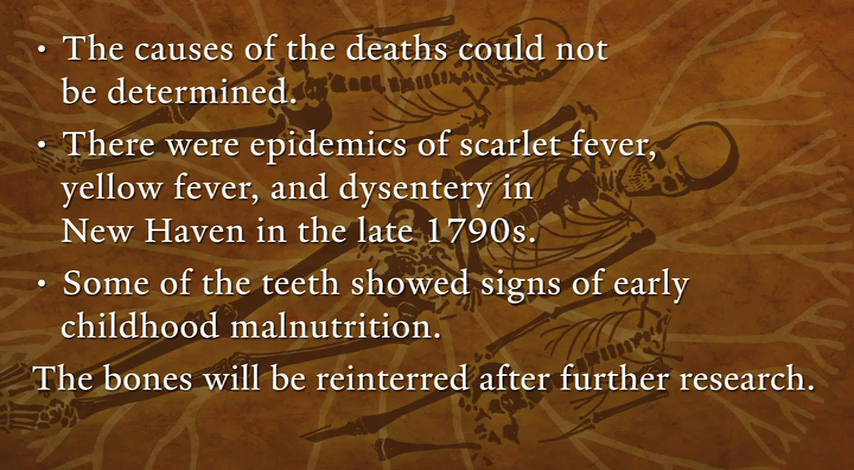 • The causes of the deaths could not
be determined.
• There were epidemics of scarlet fever,
yellow fever, and dysentery in
New Haven in the late 1790s.
• Some of the teeth showed signs of early
childhood malnutrition.
The bones will be reinterred after further research.